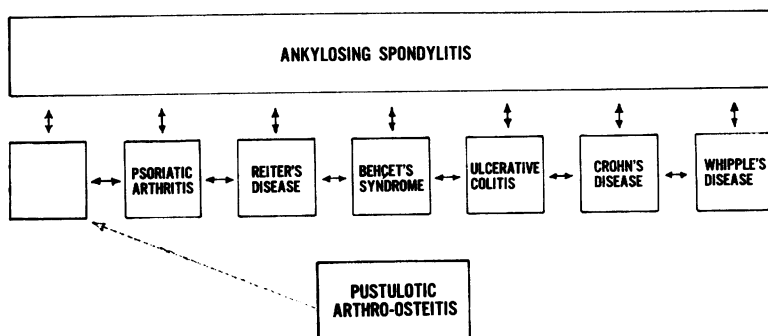 ANKYLOSING SPONDYLITIS
PSORIATIC
ARTHRITIS
REITER'S
DISEASE
BEHÇET'S
SYNDROME
ULCERATIVE
COLITIS
CROHN'S
DISEASE
WHIPPLE'S
DISEASE
PUSTULOTIC
ARTHRO-OSTEITIS